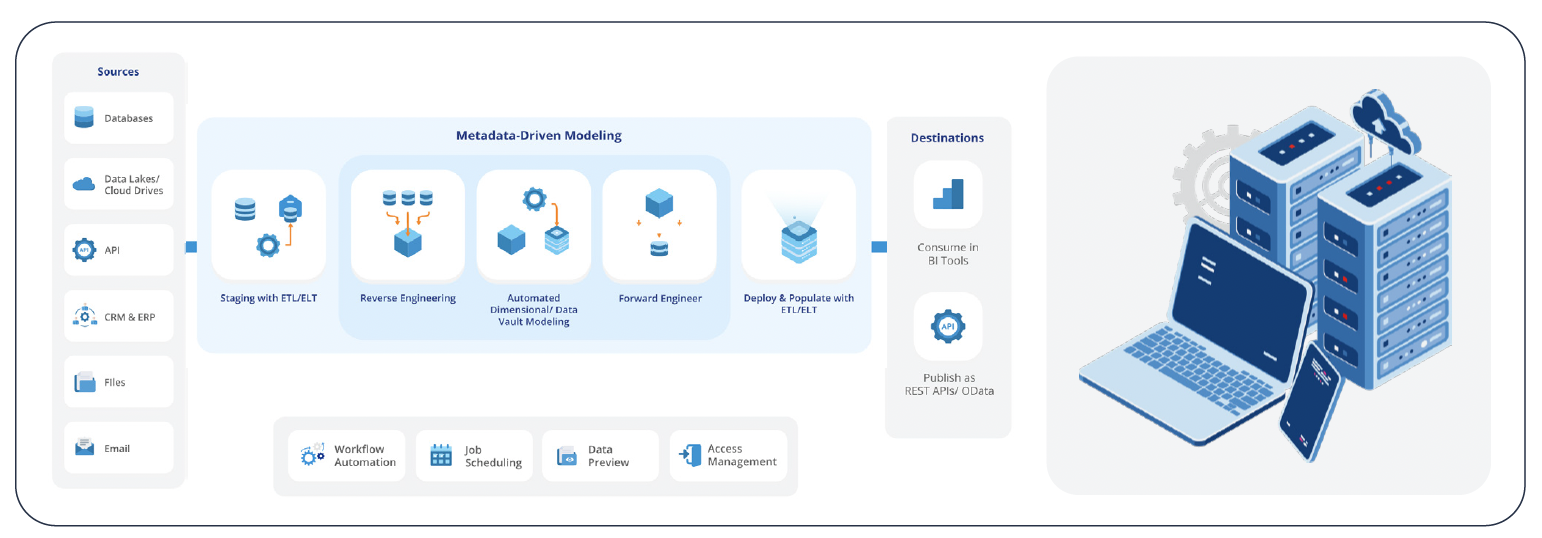 Sources
Databases
Data Lakes/
Cloud Drives
API
API
CRM & ERP
FIles
Email
Metadata-Driven Modeling
Staging with ETL/ELT
Reverse Engineering
Automated
Dimensional/ Data
Vault Modeling
Forward Engineer
Deploy & Populate with
ETL/ELT
Destinations
Consume in
BI Tools
API
Publish as
REST APIs/ OData
Workflow
Automation
Job
Scheduling
Data
Preview
Access
Management